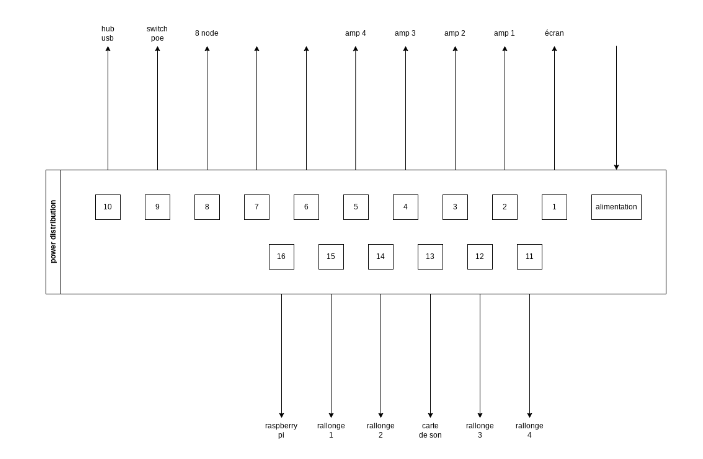 hub
usb
switch
poe
8 node
amp 4
amp 3
amp 2
amp 1
écran
power distribution
10
9
8
7
6
5
4
3
2
1
alimentation
16
15
14
13
12
11
raspberry
pi
rallonge
1
rallonge
2
carte
de son
rallonge
3
rallonge
4